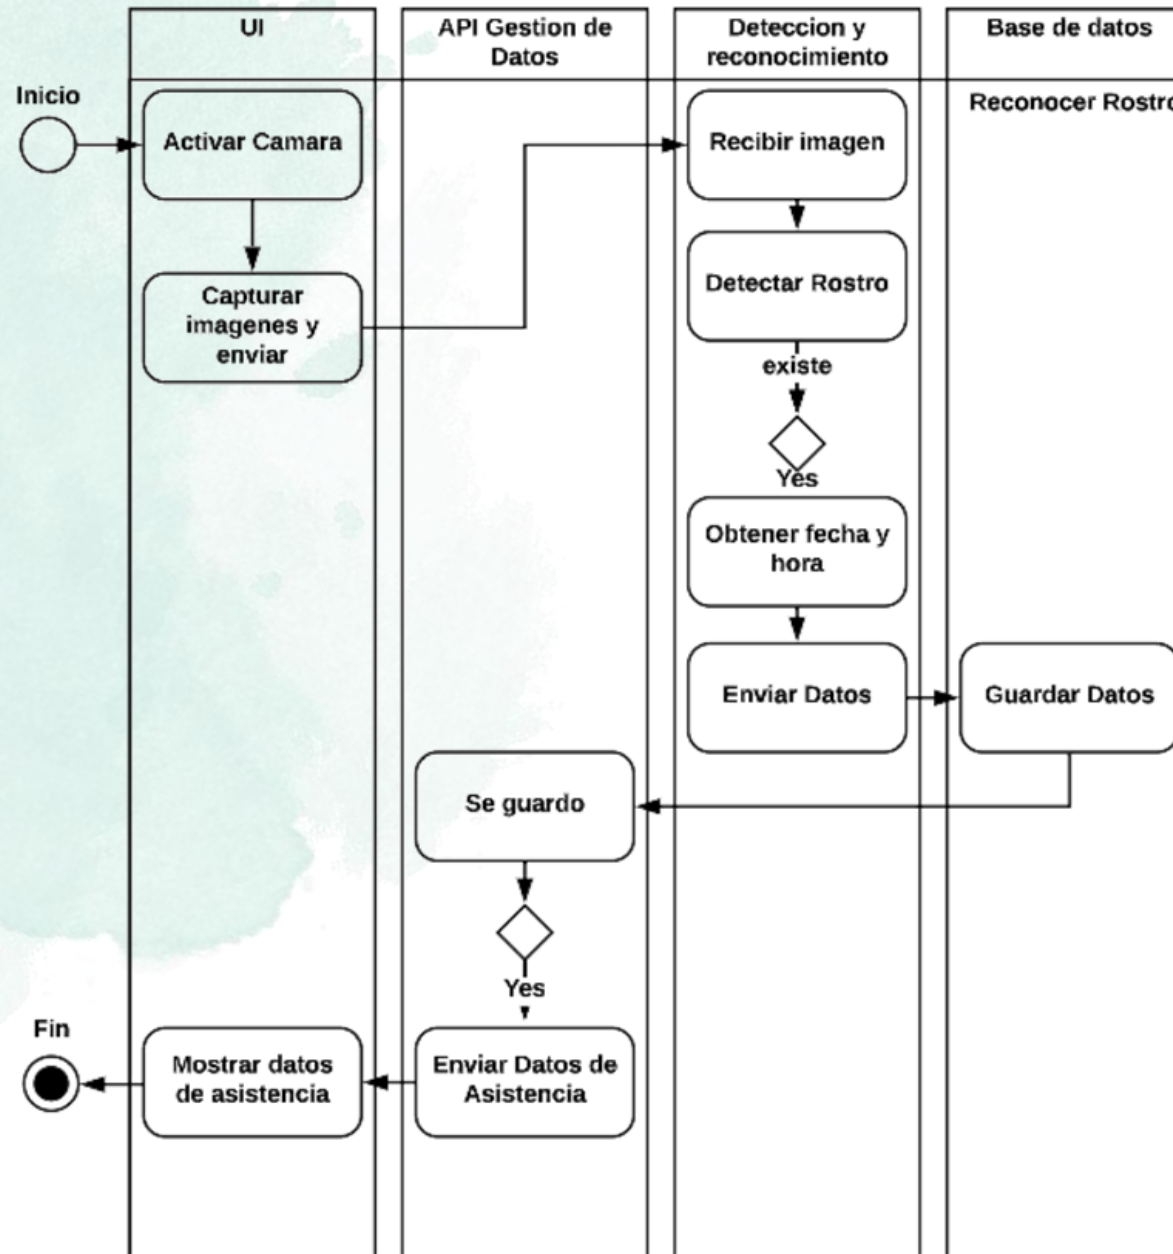 UI
API Gestion de
Datos
Deteccion y
reconocimiento
Base de datos
Reconocer Rostro
Inicio
Activar Camara
Recibir imagen
Capturar
imagenes y
enviar
Detectar Rostro
existe
Yes
Obtener fecha y
hora
Enviar Datos
Guardar Datos
Se guardo
Yes
Fin
Mostrar datos
de asistencia
Enviar Datos de
Asistencia